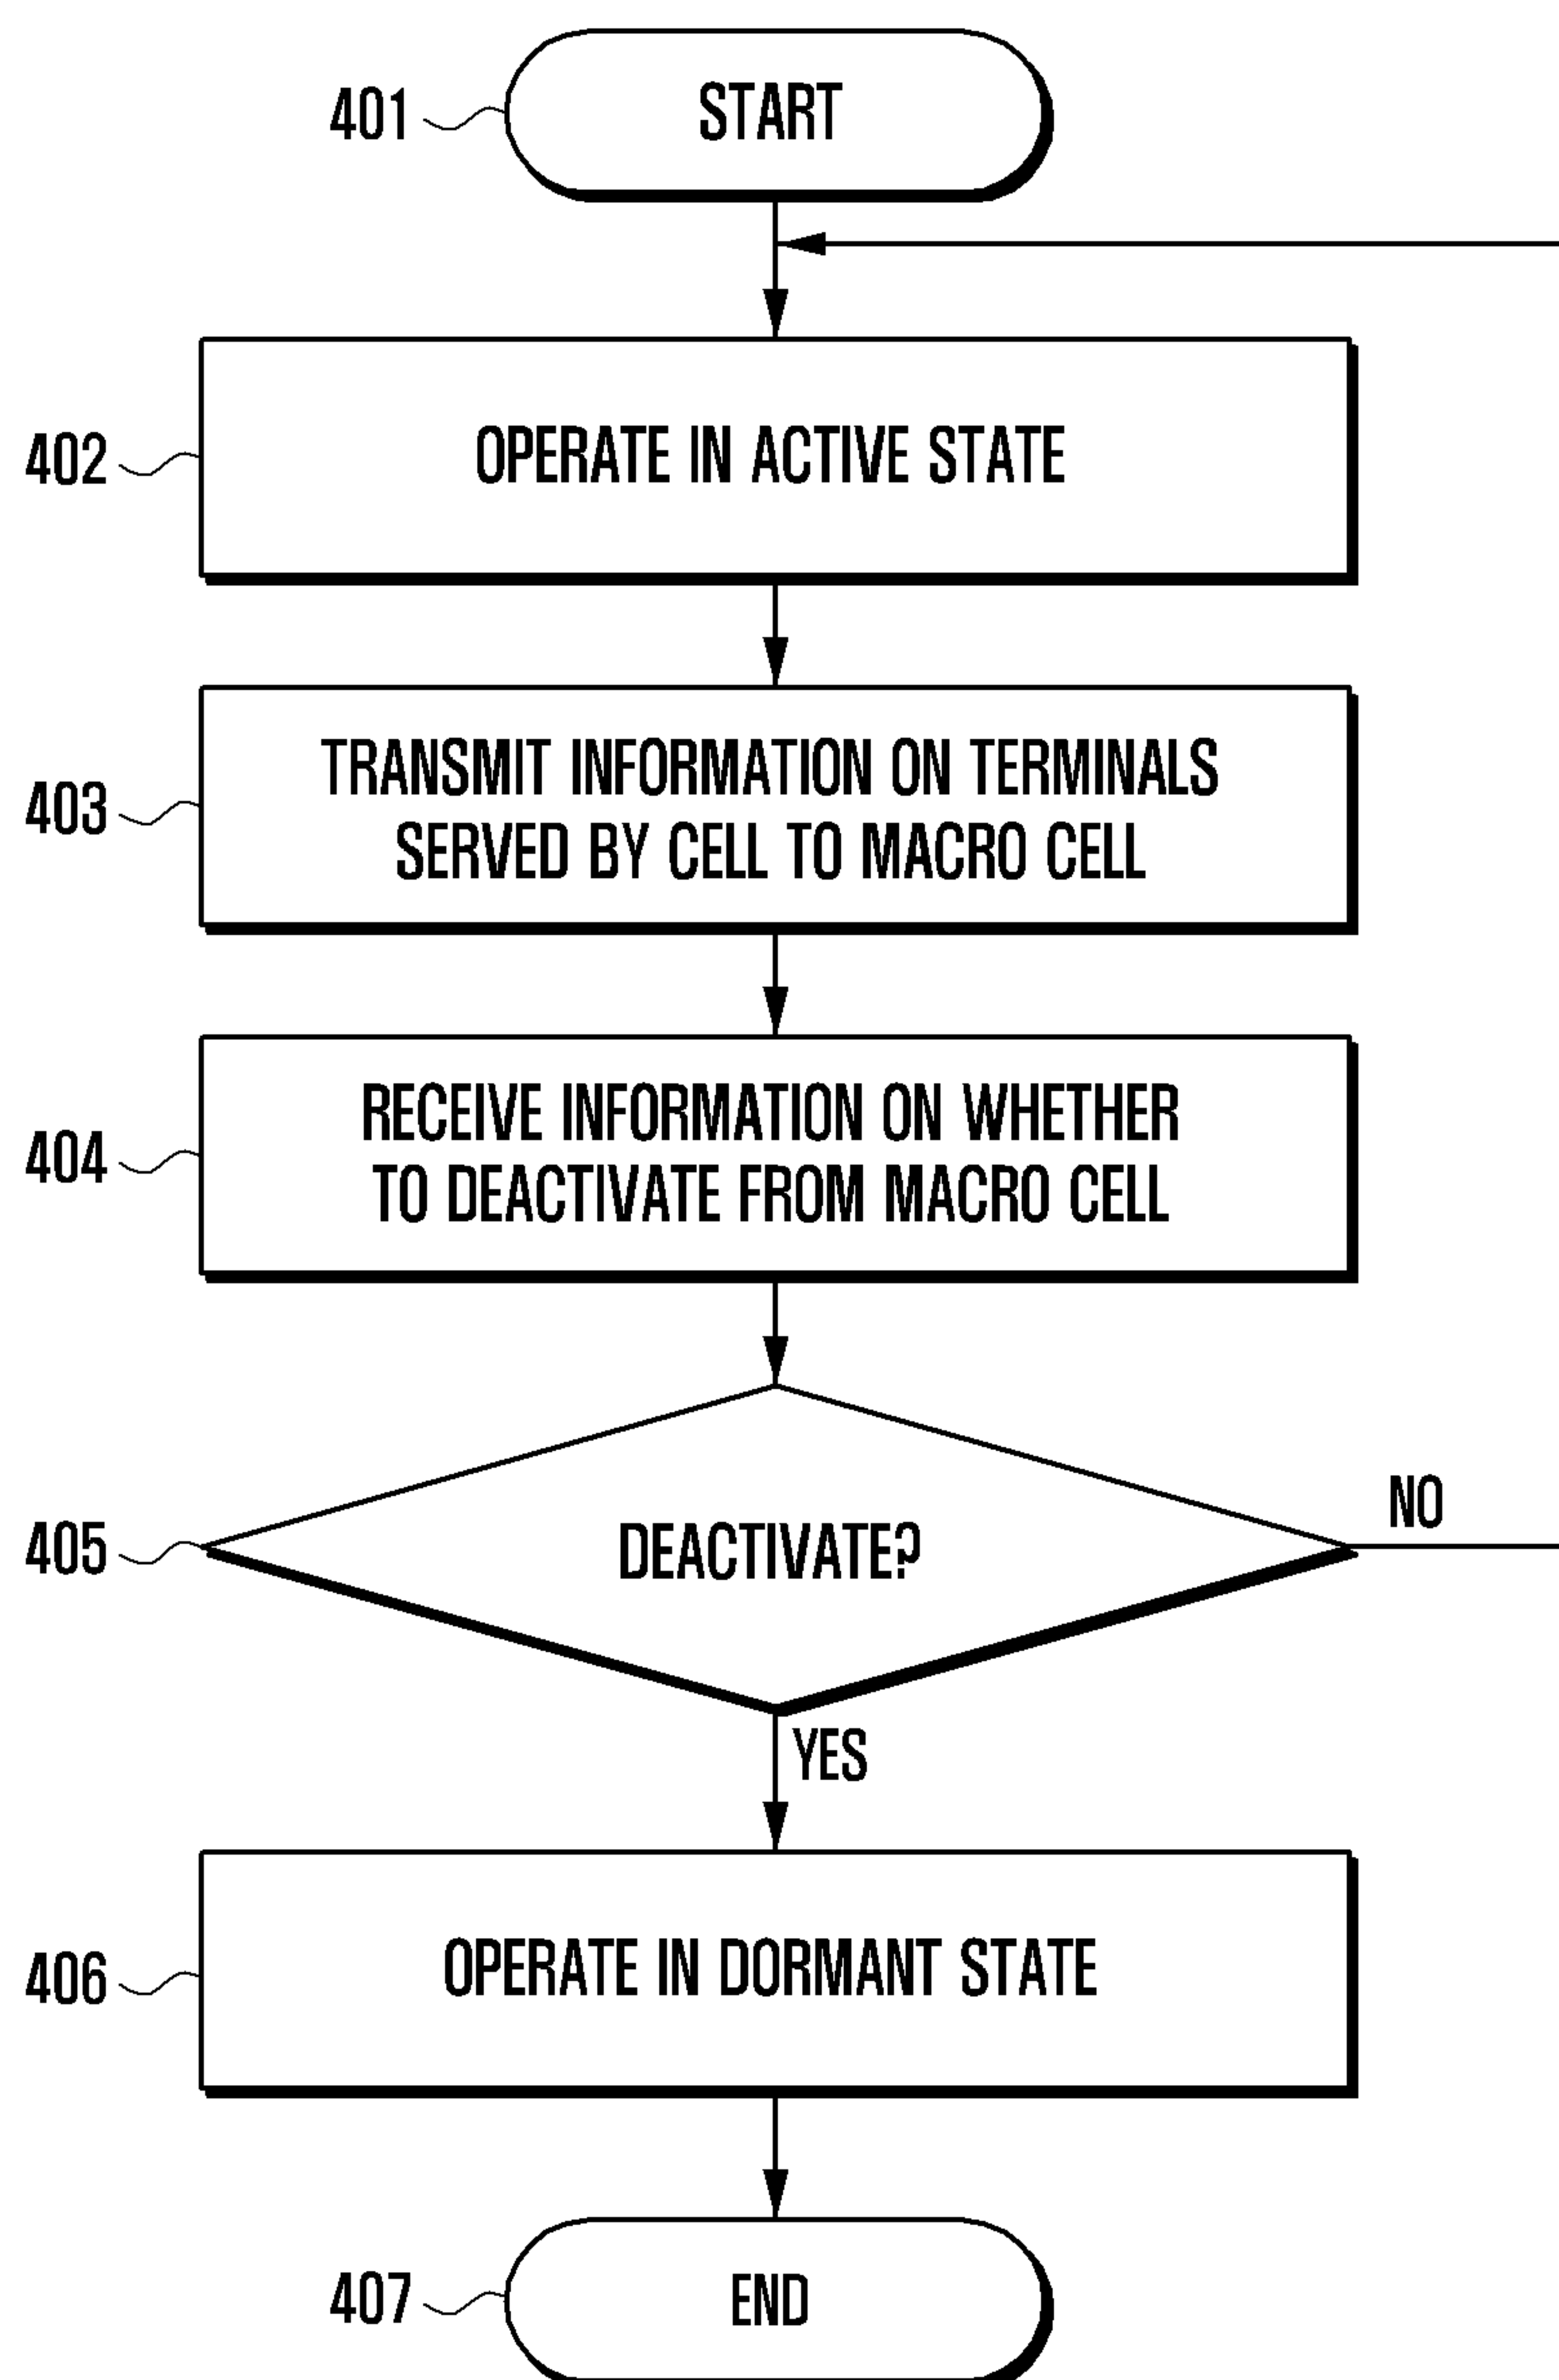 401
START
402
OPERATE IN ACTIVE STATE
403
TRANSMIT INFORMATION ON TERMINALS
SERVED BY CELL TO MACRO CELL
404
RECEIVE INFORMATION ON WHETHER
TO DEACTIVATE FROM MACRO CELL
405
DEACTIVATE?
NO
YES
406
OPERATE IN DORMANT STATE
407
END